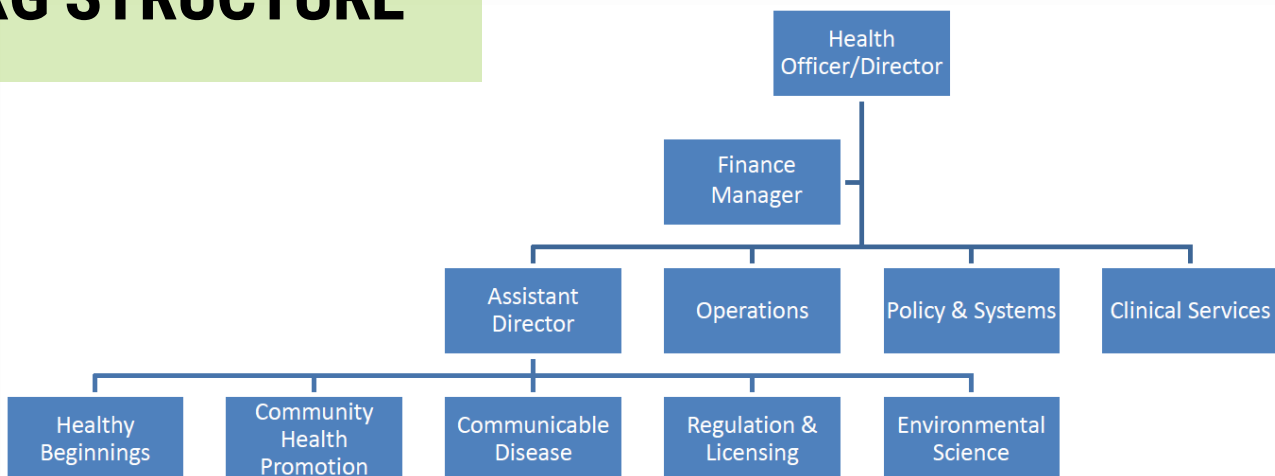 STRUCTURE
Health
Officer/Director
Finance
Manager
Assistant
Director
Operations
Policy & Systems
Clinical Services
Healthy
Beginnings
Community
Health
Promotion
Communicable
Disease
Regulation &
Licensing
Environmental
Science